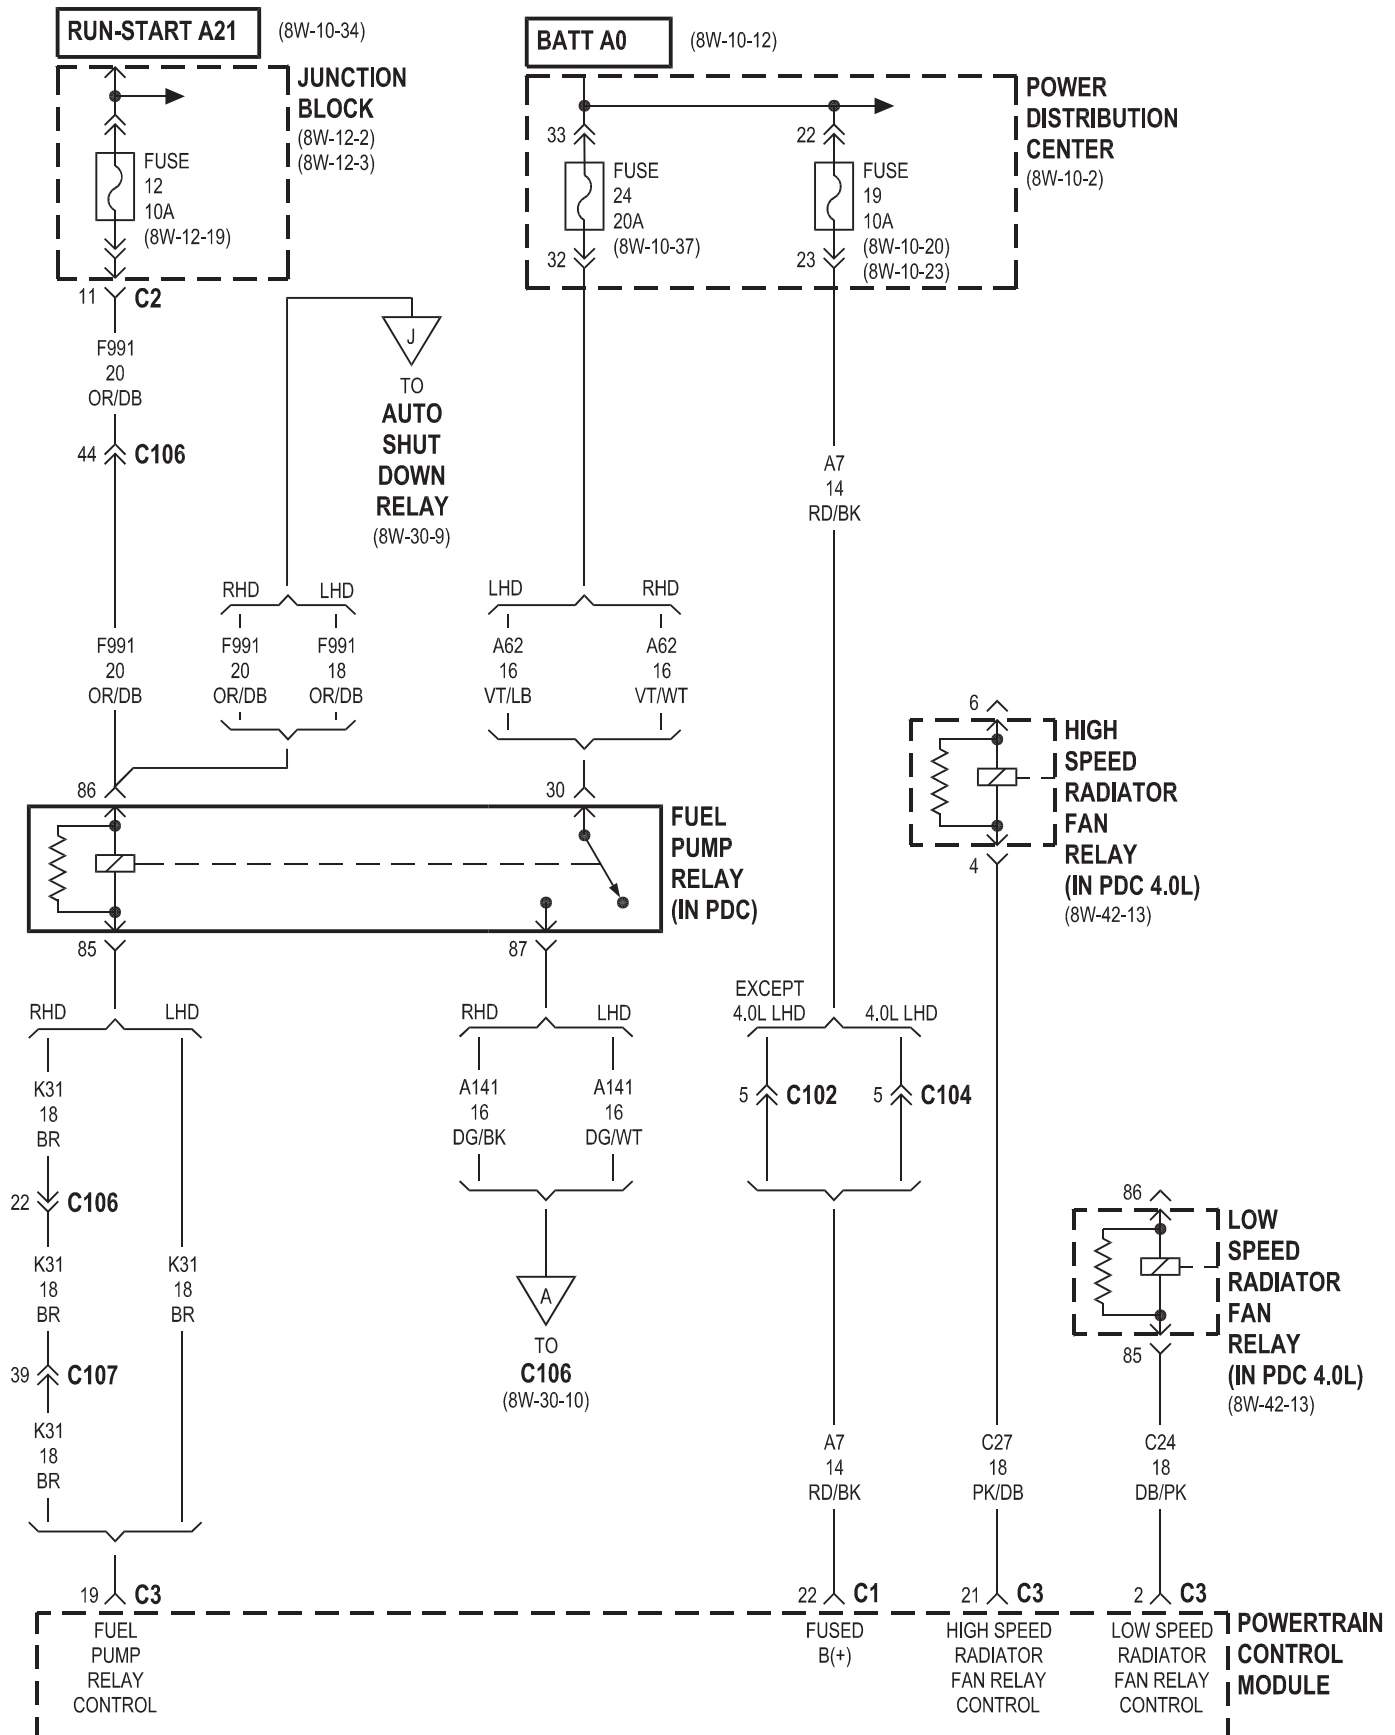 RUN-START A21
(8W-10-34)
BATT A0
(8W-10-12)
JUNCTION
BLOCK
(8W-12-2)
(8W-12-3)
FUSE
12
10A
(8W-12-19)
11
C2
F991
20
OR/DB
44
C106
F991
20
OR/DB
J
TO
AUTO
SHUT
DOWN
RELAY
(8W-30-9)
RHD
LHD
F991
20
OR/DB
F991
18
OR/DB
POWER
DISTRIBUTION
CENTER
(8W-10-2)
33
FUSE
24
20A
(8W-10-37)
32
22
FUSE
19
10A
(8W-10-20)
(8W-10-23)
23
A7
14
RD/BK
LHD
RHD
A62
16
VT/LB
A62
16
VT/WT
86
30
FUEL
PUMP
RELAY
(IN PDC)
85
87
6
HIGH
SPEED
RADIATOR
FAN
RELAY
(IN PDC 4.0L)
(8W-42-13)
4
RHD
LHD
K31
18
BR
22
C106
K31
18
BR
K31
18
BR
39
C107
K31
18
BR
RHD
LHD
A141
16
DG/BK
A141
16
DG/WT
A
TO
C106
(8W-30-10)
EXCEPT
4.0L LHD
4.0L LHD
5
C102
5
C104
86
LOW
SPEED
RADIATOR
FAN
RELAY
(IN PDC 4.0L)
(8W-42-13)
85
A7
14
RD/BK
C27
18
PK/DB
C24
18
DB/PK
19
C3
22
C1
21
C3
2
C3
FUEL
PUMP
RELAY
CONTROL
FUSED
B(+)
HIGH SPEED
RADIATOR
FAN RELAY
CONTROL
LOW SPEED
RADIATOR
FAN RELAY
CONTROL
POWERTRAIN
CONTROL
MODULE